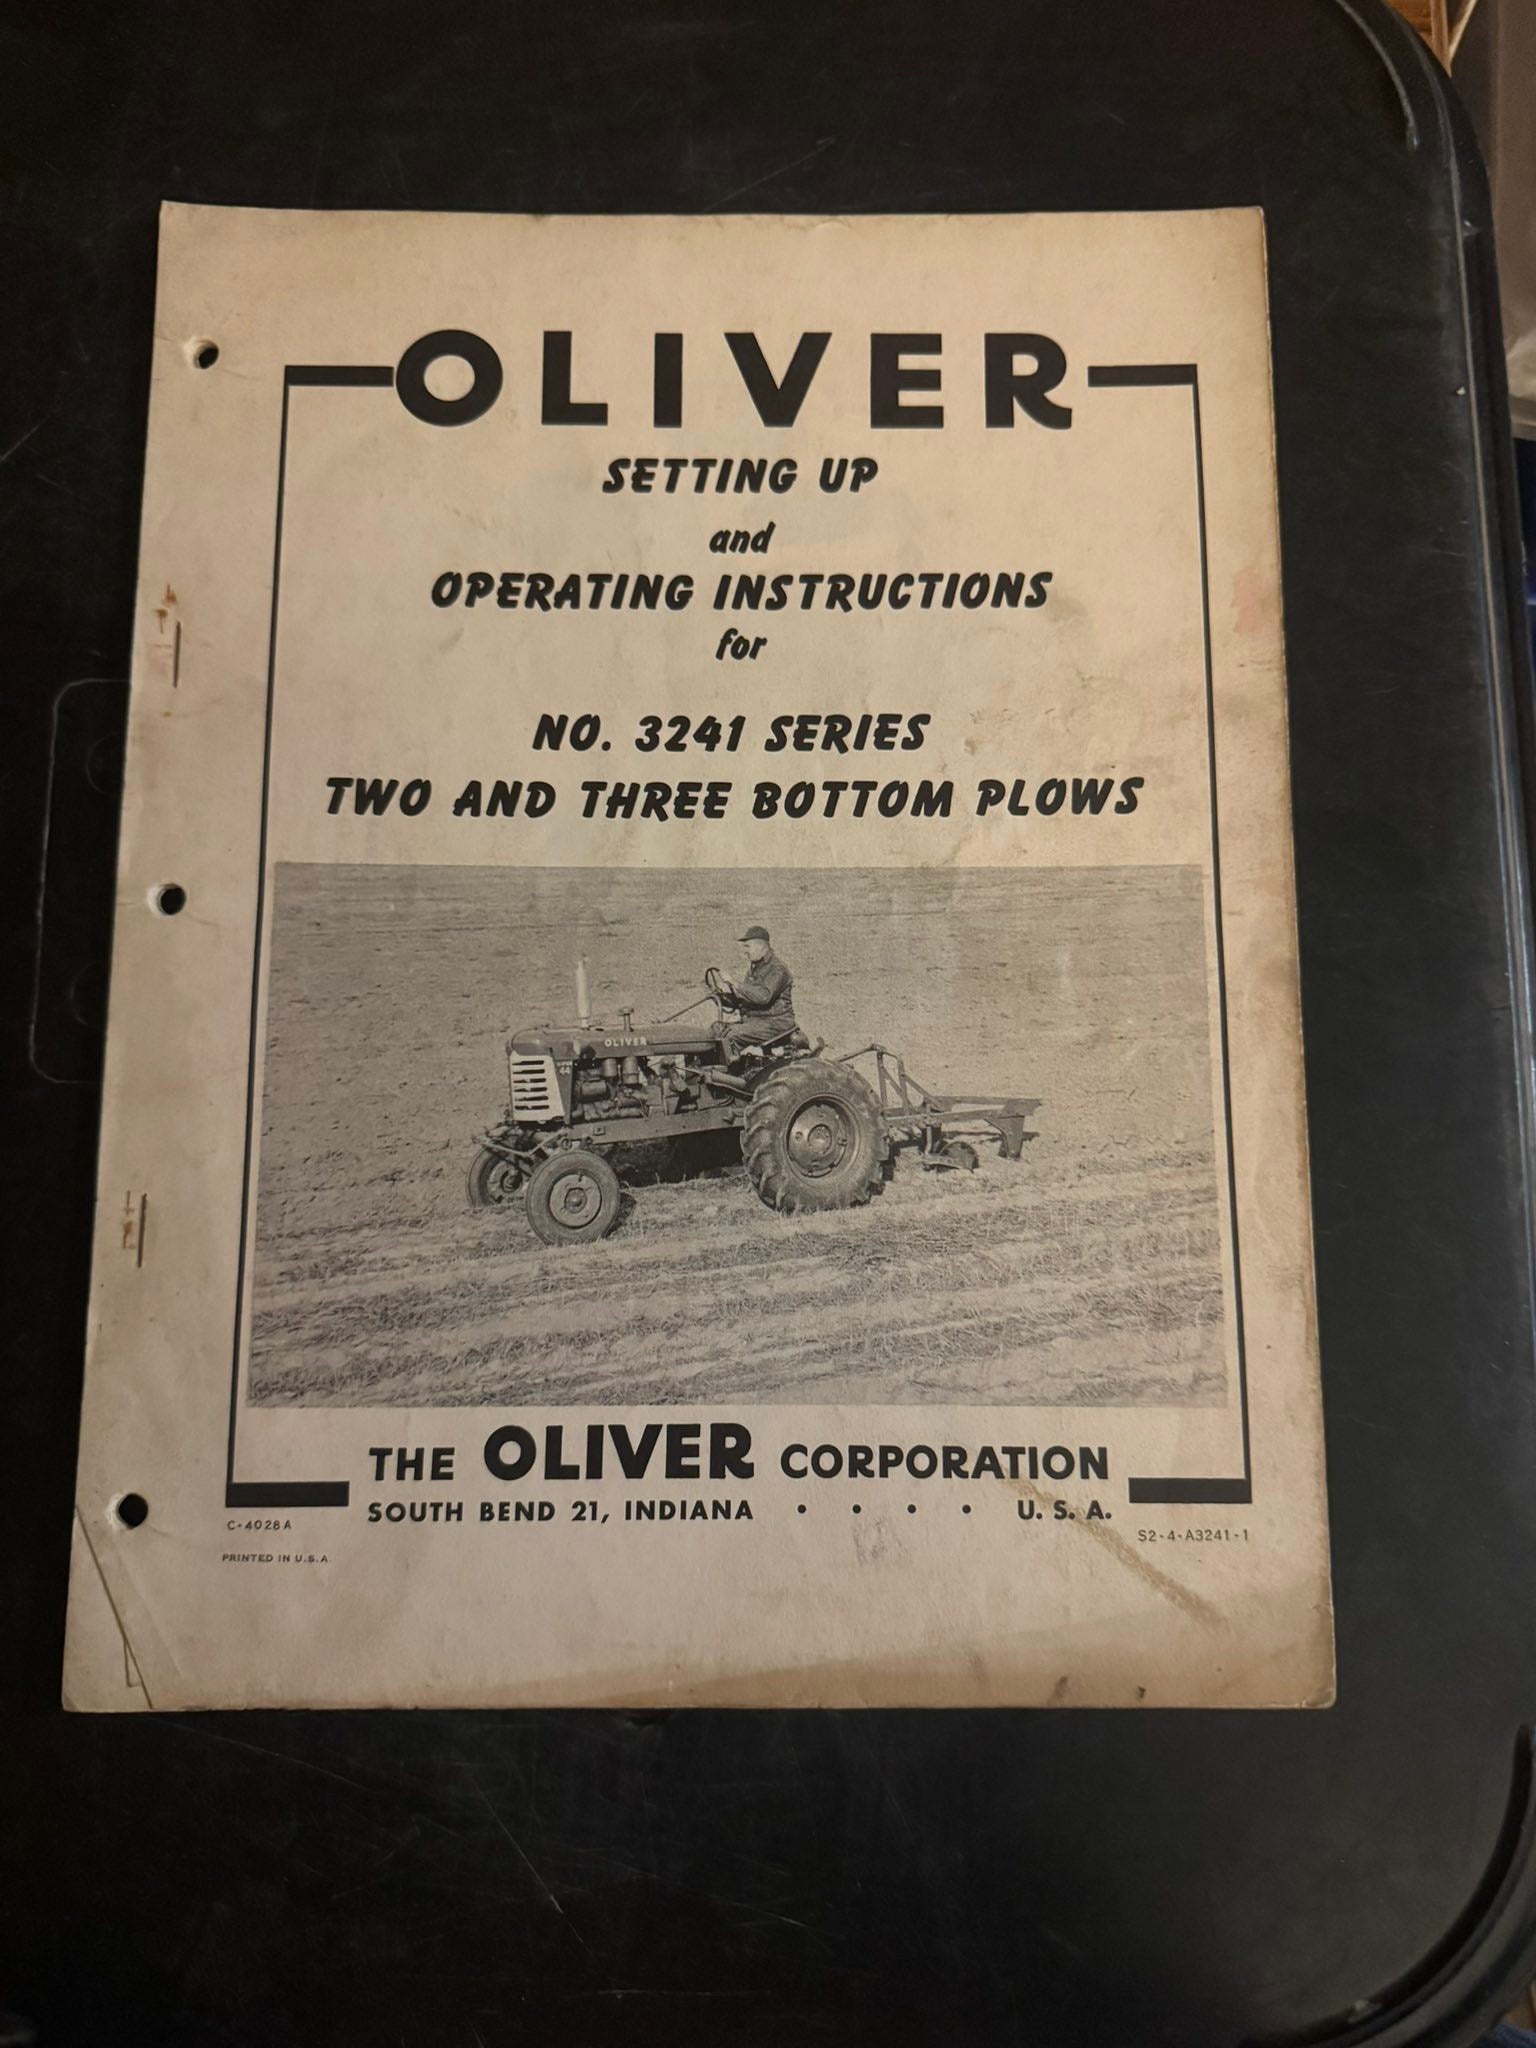 OLIVER
SETTING UP
and
OPERATING INSTRUCTIONS
for
NO. 3241 SERIES
TWO AND THREE BOTTOM PLOWS
OLIVER
44
THE OLIVER CORPORATION
SOUTH BEND 21, INDIANA . . . . U. S. A.
C-4028A
S2-4-A3241-1
PRINTED IN U.S.A.